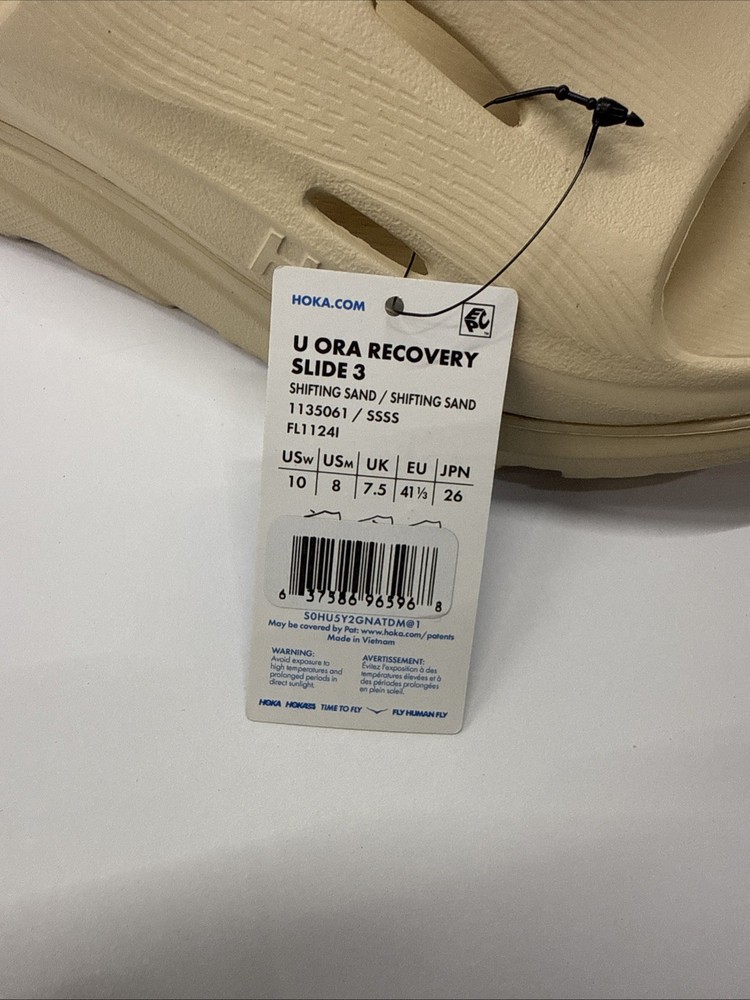 H
HOKA.COM
EPC
U ORA RECOVERY
SLIDE 3
SHIFTING SAND / SHIFTING SAND
1135061 / SSSS
FL1124I
USW USM UK EU JPN
10 8 7.5 41⅓ 26
6 37586 96596 8
S0HU5Y2GNATDM@1
May be covered by Pat: www.hoka.com/patents
Made in Vietnam
WARNING:
Avoid exposure to
high temperatures and
prolonged periods in
direct sunlight.
AVERTISSEMENT:
Évitez l'exposition à des
températures élevées et à
des périodes prolongées
en plein soleil.
HOKA HOKA TIME TO FLY FLY HUMAN FLY